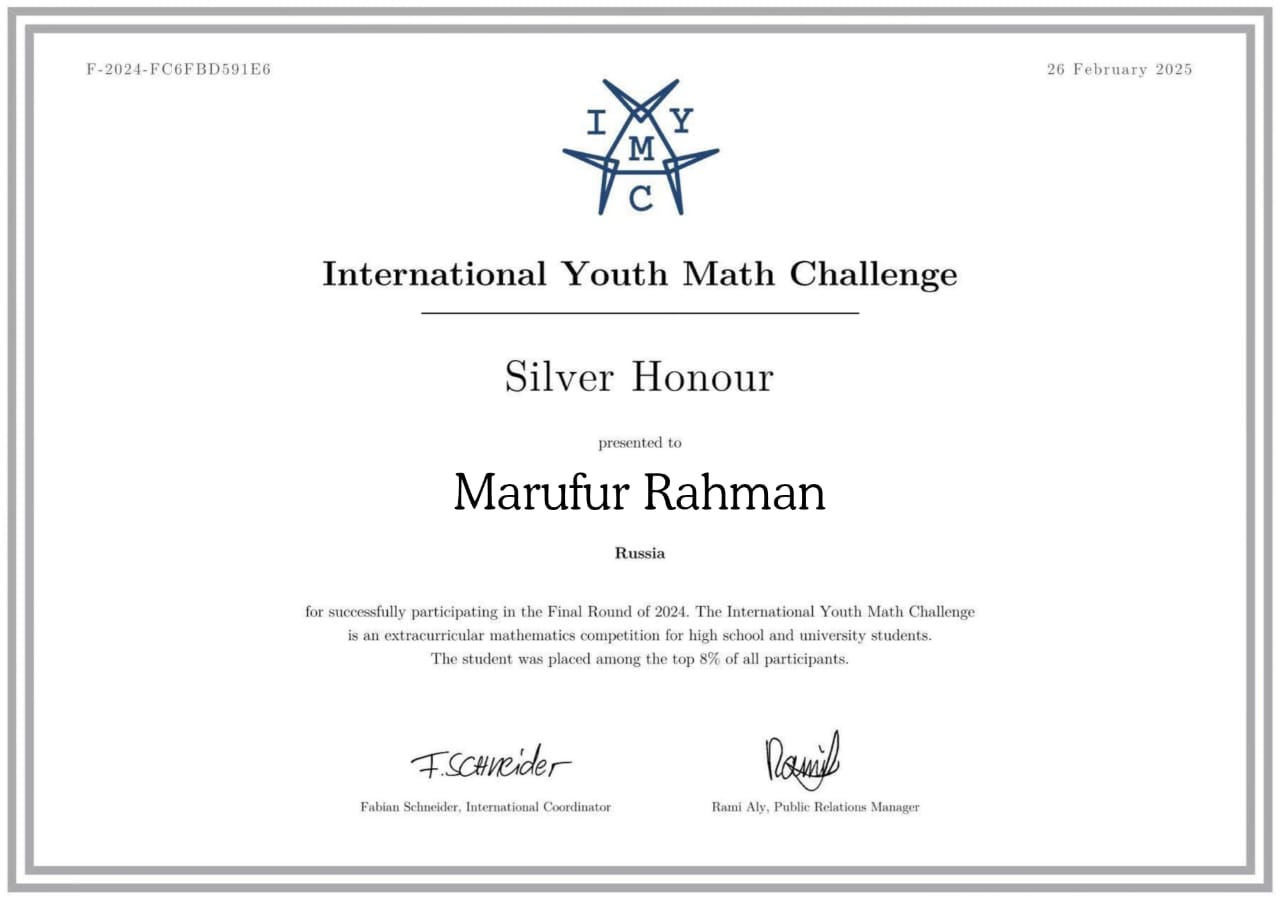 F-2024-FC6FBD591E6
26 February 2025
I Y
M
C
International Youth Math Challenge
Silver Honour
presented to
Marufur Rahman
Russia
for successfully participating in the Final Round of 2024. The International Youth Math Challenge
is an extracurricular mathematics competition for high school and university students.
The student was placed among the top 8% of all participants.
F.SCHNEider
Ramil
Fabian Schneider, International Coordinator
Rami Aly, Public Relations Manager